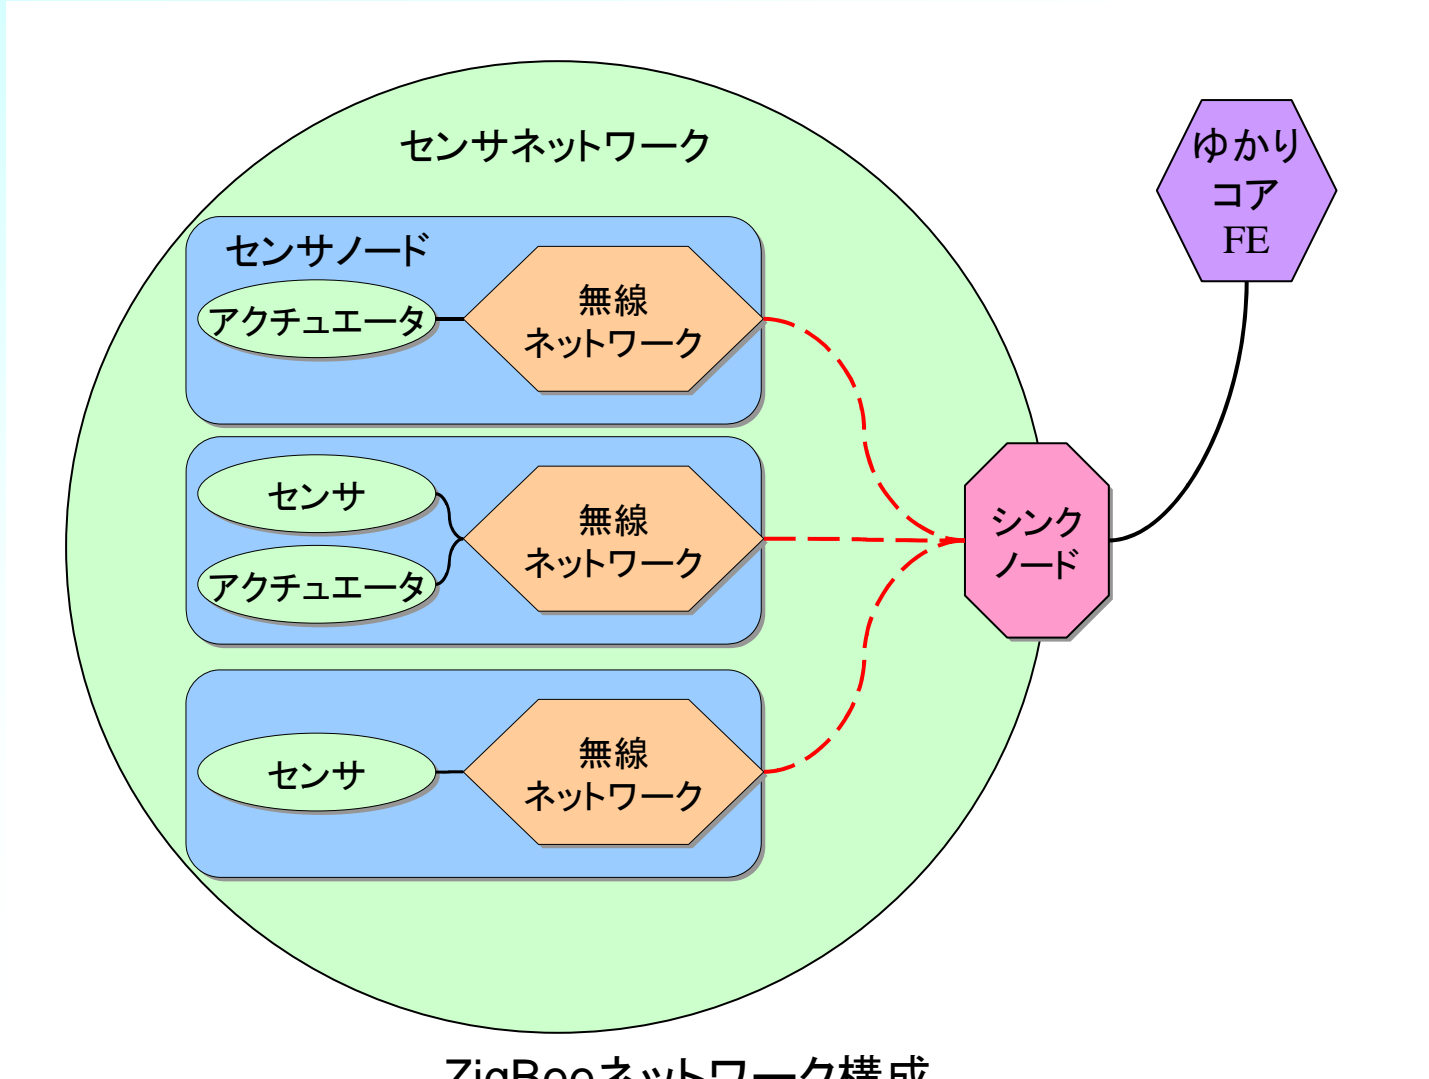 センサネットワーク
ゆかり
コア
FE
センサノード
アクチュエータ
無線
ネットワーク
センサ
アクチュエータ
無線
ネットワーク
シンク
ノード
センサ
無線
ネットワーク
ZigBeeネットワーク構成